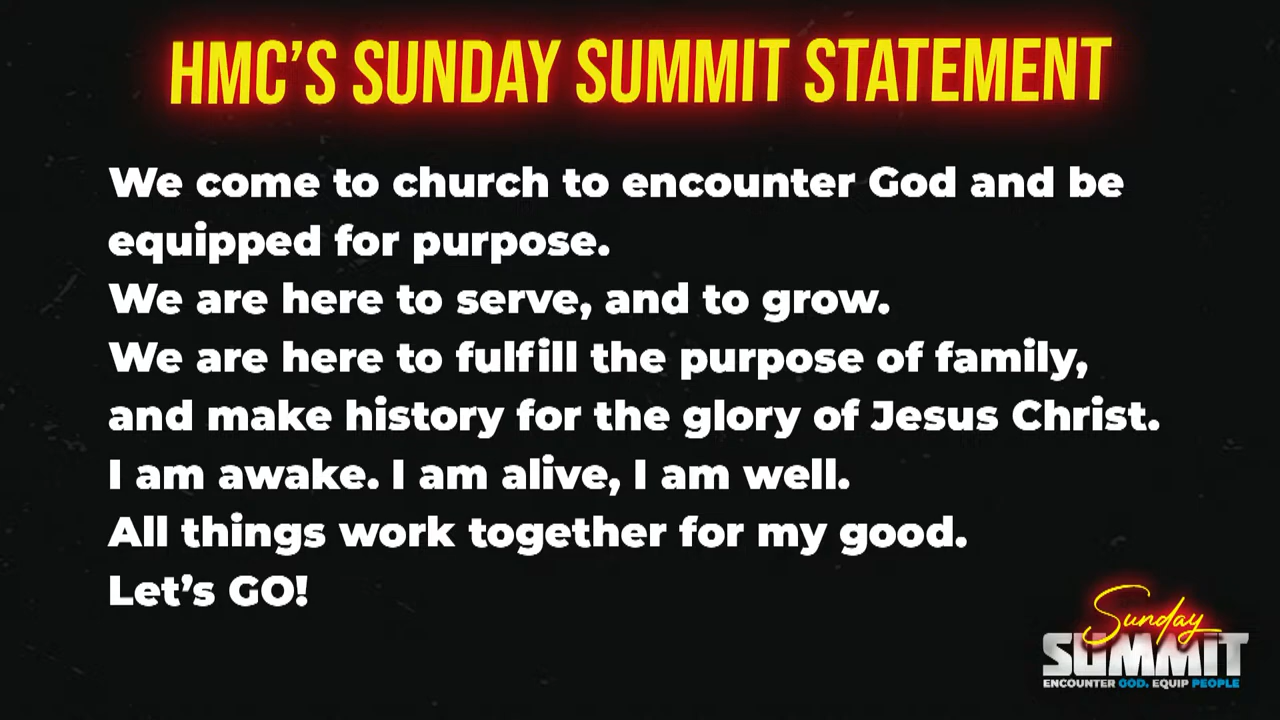 HMC’S SUNDAY SUMMIT STATEMENT
We come to church to encounter God and be
equipped for purpose.
We are here to serve, and to grow.
We are here to fulfill the purpose of family,
and make history for the glory of Jesus Christ.
I am awake. I am alive, I am well.
All things work together for my good.
Let’s GO!
Sunday
SUMMIT
ENCOUNTER GOD. EQUIP PEOPLE